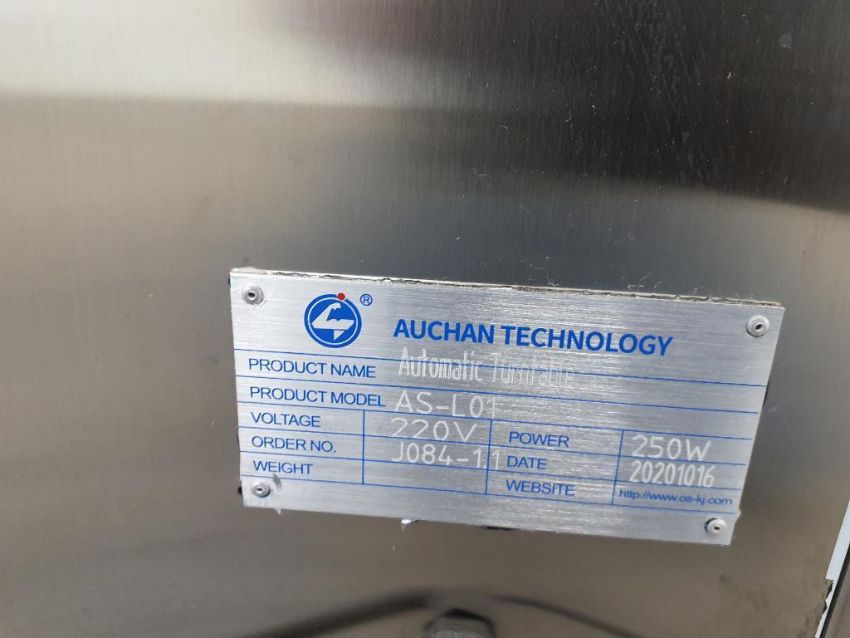 ®
AUCHAN TECHNOLOGY
PRODUCT NAME Automatic Turntable
PRODUCT MODEL AS-L01
VOLTAGE 220V POWER 250W
ORDER NO. J084-11 DATE 20201016
WEIGHT WEBSITE http://www.os-kj.com